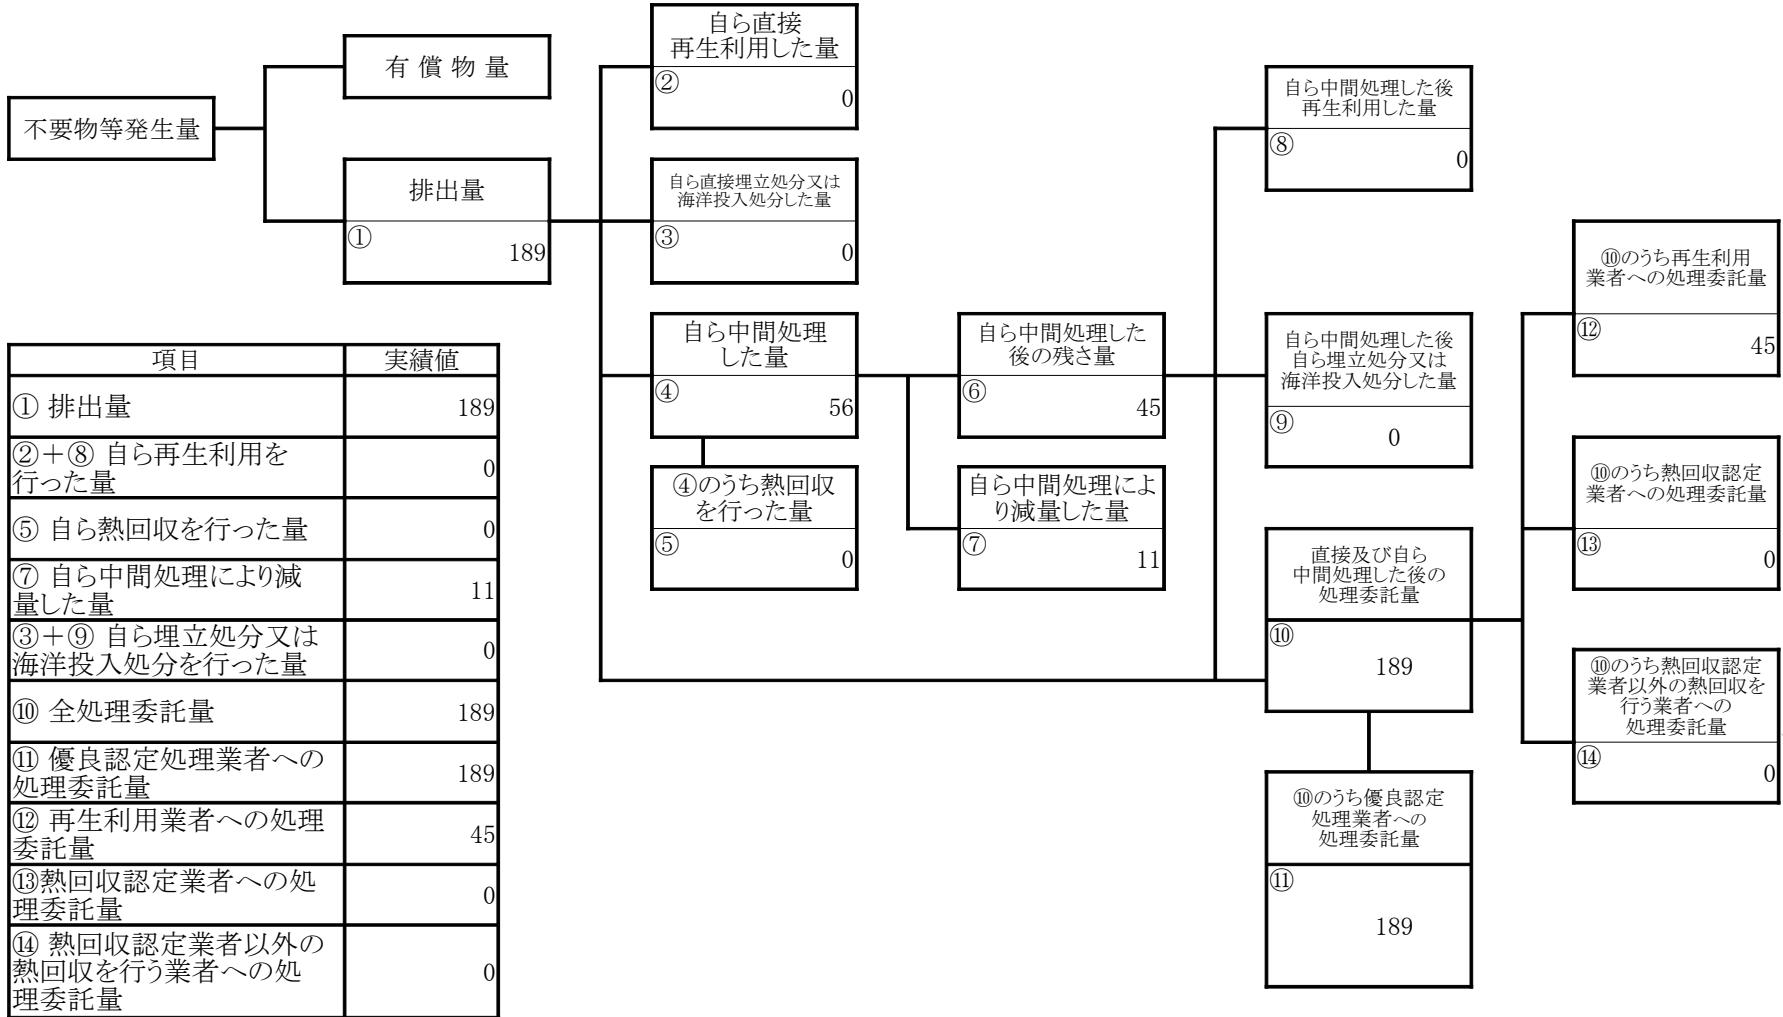 不要物等発生量
有 償 物 量
排出量
①
189
自ら直接
再生利用した量
②
0
自ら直接埋立処分又は
海洋投入処分した量
③
0
自ら中間処理
した量
④
56
④のうち熱回収
を行った量
⑤
0
自ら中間処理した
後の残さ量
⑥
45
自ら中間処理によ
り減量した量
⑦
11
自ら中間処理した後
再生利用した量
⑧
0
自ら中間処理した後
自ら埋立処分又は
海洋投入処分した量
⑨
0
直接及び自ら
中間処理した後の
処理委託量
⑩
189
⑩のうち優良認定
処理業者への
処理委託量
⑪
189
⑩のうち再生利用
業者への処理委託量
⑫
45
⑩のうち熱回収認定
業者への処理委託量
⑬
0
⑩のうち熱回収認定
業者以外の熱回収を
行う業者への
処理委託量
⑭
0
項目 実績値
① 排出量 189
②＋⑧ 自ら再生利用を
行った量 0
⑤ 自ら熱回収を行った量 0
⑦ 自ら中間処理により減
量した量 11
③＋⑨ 自ら埋立処分又は
海洋投入処分を行った量 0
⑩ 全処理委託量 189
⑪ 優良認定処理業者への
処理委託量 189
⑫ 再生利用業者への処理
委託量 45
⑬熱回収認定業者への処
理委託量 0
⑭ 熱回収認定業者以外の
熱回収を行う業者への処
理委託量 0